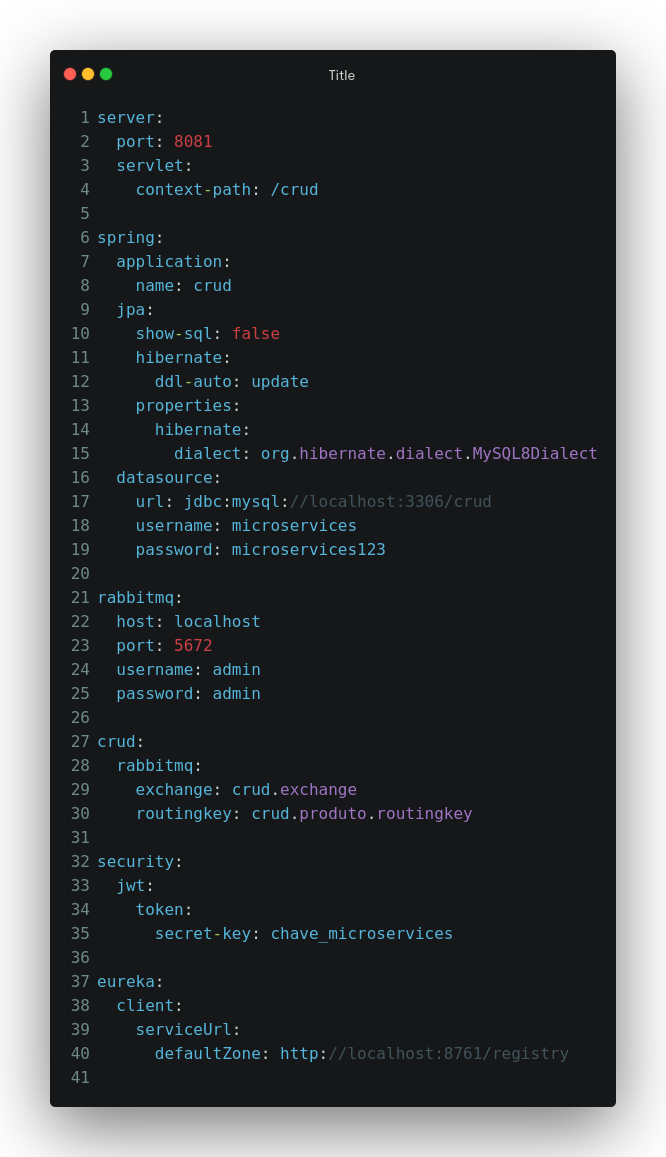 Title
1 server:
2   port: 8081
3   servlet:
4     context-path: /crud
5
6 spring:
7   application:
8     name: crud
9   jpa:
10     show-sql: false
11     hibernate:
12       ddl-auto: update
13     properties:
14       hibernate:
15         dialect: org.hibernate.dialect.MySQL8Dialect
16   datasource:
17     url: jdbc:mysql://localhost:3306/crud
18     username: microservices
19     password: microservices123
20
21 rabbitmq:
22   host: localhost
23   port: 5672
24   username: admin
25   password: admin
26
27 crud:
28   rabbitmq:
29     exchange: crud.exchange
30     routingkey: crud.produto.routingkey
31
32 security:
33   jwt:
34     token:
35       secret-key: chave_microservices
36
37 eureka:
38   client:
39     serviceUrl:
40       defaultZone: http://localhost:8761/registry
41